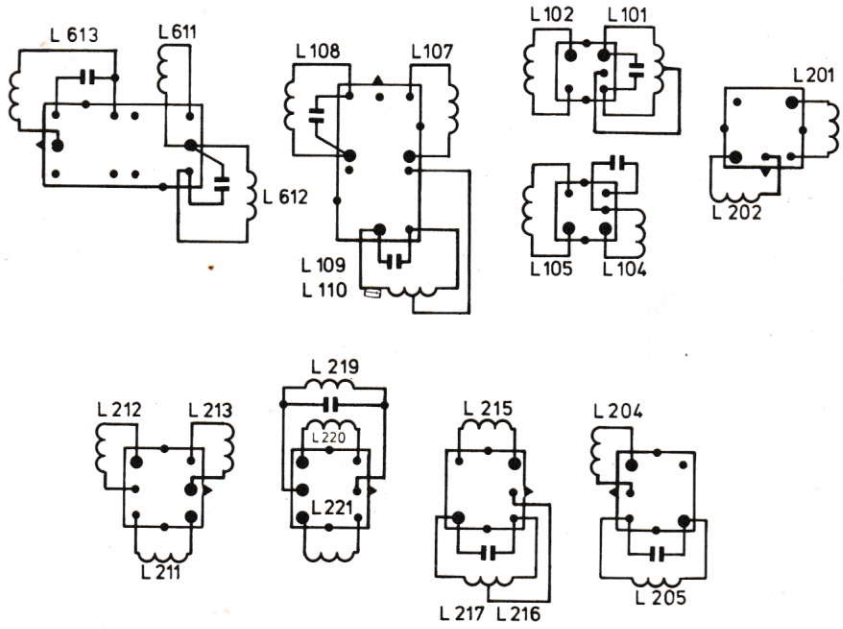 L 613
L 611
L 612
L 108
L 107
L 109
L 110
L 102
L 101
L 105
L 104
L 201
L 202
L 212
L 213
L 211
L 219
L 220
L 221
L 215
L 217 L 216
L 204
L 205